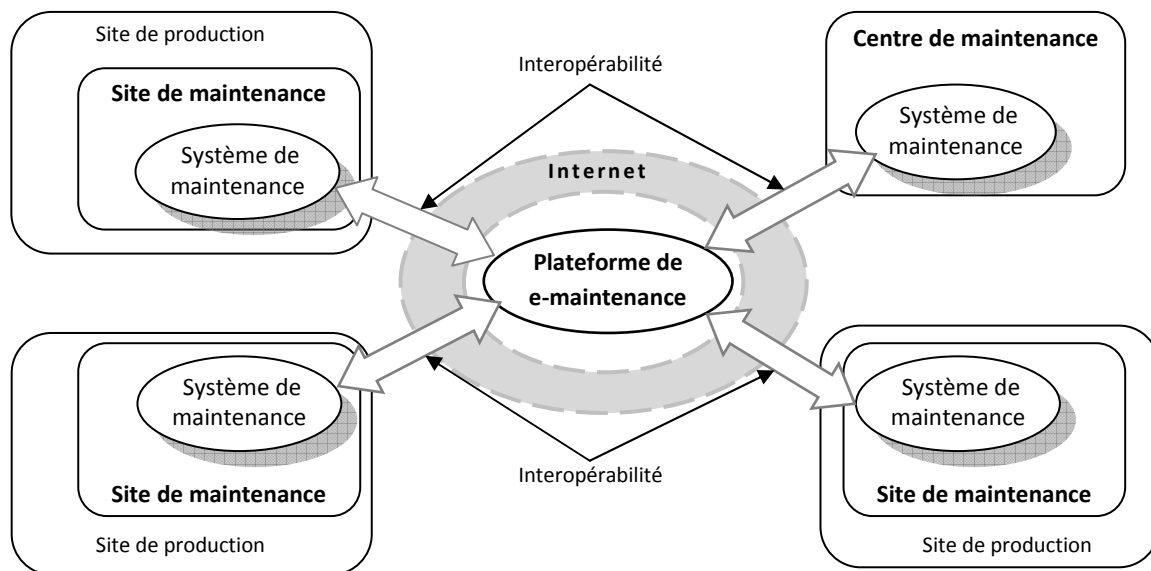 Site de production
Site de maintenance
Système de
maintenance
Interopérabilité
Centre de maintenance
Système de
maintenance
Internet
Plateforme de
e-maintenance
Système de
maintenance
Site de maintenance
Site de production
Interopérabilité
Système de
maintenance
Site de maintenance
Site de production